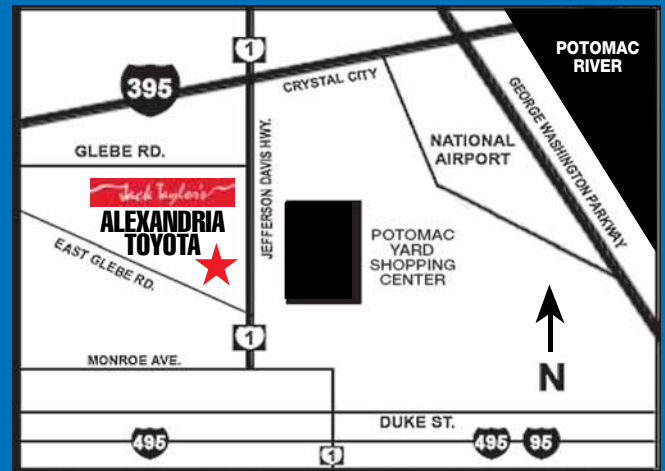 1
POTOMAC
RIVER
395
CRYSTAL CITY
GEORGE WASHINGTON PARKWAY
GLEBE RD.
NATIONAL
AIRPORT
Jack Taylor's
ALEXANDRIA
TOYOTA
JEFFERSON DAVIS HWY.
POTOMAC
YARD
SHOPPING
CENTER
EAST GLEBE RD.
1
MONROE AVE.
N
DUKE ST.
495
1
495
95